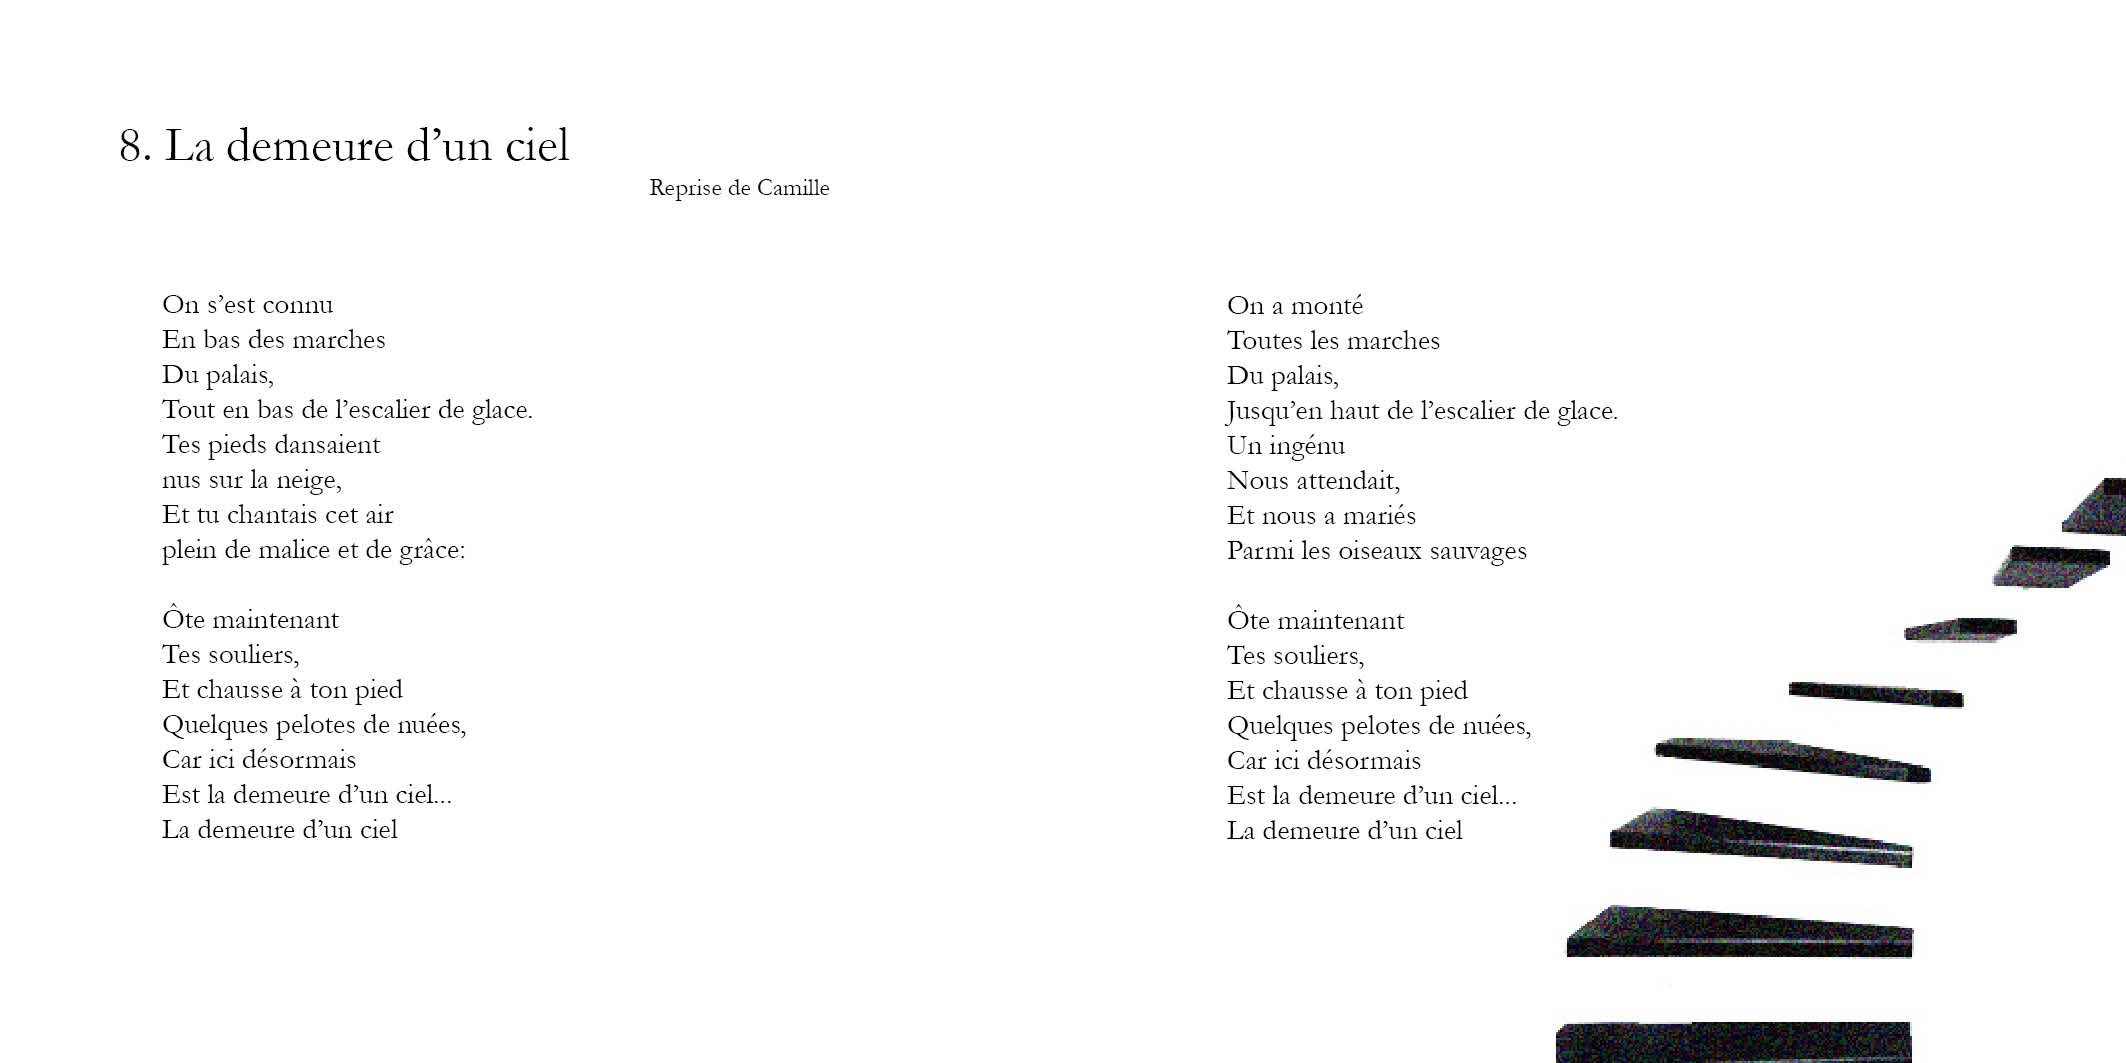 8. La demeure d’un ciel
Reprise de Camille
On s’est connu
En bas des marches
Du palais,
Tout en bas de l’escalier de glace.
Tes pieds dansaient
nus sur la neige,
Et tu chantais cet air
plein de malice et de grâce:
Ôte maintenant
Tes souliers,
Et chausse à ton pied
Quelques pelotes de nuées,
Car ici désormais
Est la demeure d’un ciel...
La demeure d’un ciel
On a monté
Toutes les marches
Du palais,
Jusqu’en haut de l’escalier de glace.
Un ingénu
Nous attendait,
Et nous a mariés
Parmi les oiseaux sauvages
Ôte maintenant
Tes souliers,
Et chausse à ton pied
Quelques pelotes de nuées,
Car ici désormais
Est la demeure d’un ciel...
La demeure d’un ciel